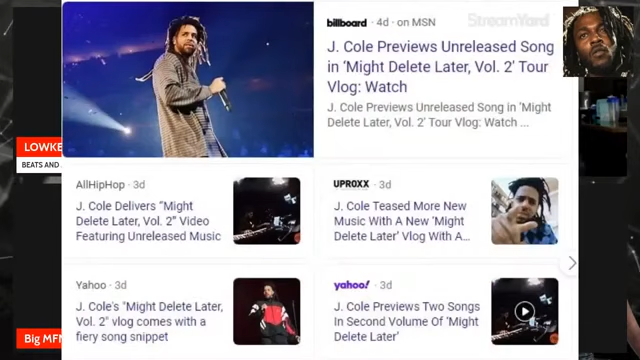 billboard · 4d · on MSN
StreamYard
J. Cole Previews Unreleased Song
in 'Might Delete Later, Vol. 2' Tour
Vlog: Watch
J. Cole Previews Unreleased Song in 'Might
Delete Later, Vol. 2' Tour Vlog: Watch ...
LOWKE
BEATS AND
AllHipHop · 3d
J. Cole Delivers “Might
Delete Later, Vol. 2” Video
Featuring Unreleased Music
UPROXX · 3d
J. Cole Teased More New
Music With A New ‘Might
Delete Later’ Vlog With A...
Yahoo · 3d
J. Cole's "Might Delete Later,
Vol. 2" vlog comes with a
fiery song snippet
yahoo! · 3d
J. Cole Previews Two Songs
In Second Volume Of ‘Might
Delete Later’
Big MFN